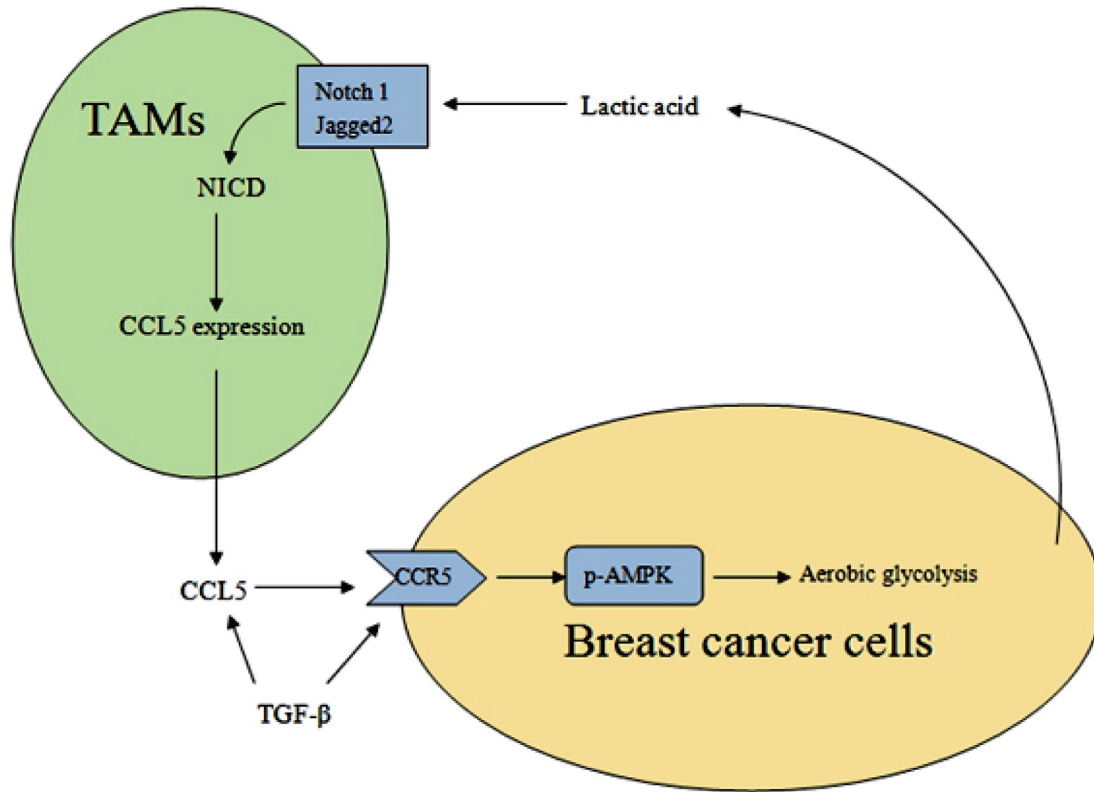 TAMs
Notch 1
Jagged2
Lactic acid
NICD
CCL5 expression
CCL5
CCR5
p-AMPK
Aerobic glycolysis
Breast cancer cells
TGF-β